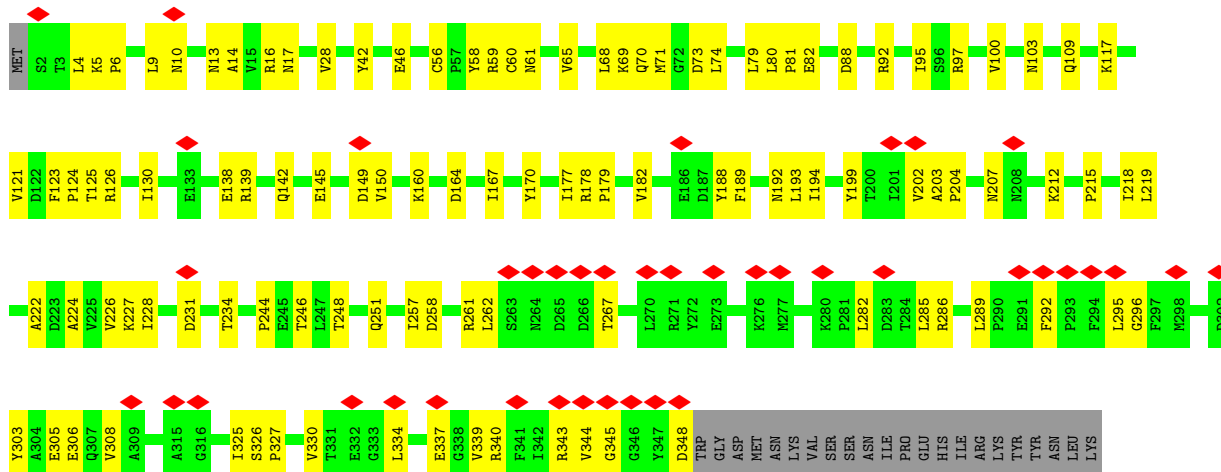 MET S2 T3 L4 K5 P6 L9 N10 N13 A14 V15 R16 N17 V28 Y42 E46 C56 P57 Y58 R59 C60 N61 V65 L68 K69 Q70 M71 G72 D73 L74 L79 L80 P81 E82 D88 R92 I95 S96 R97 V100 N103 Q109 K117
V121 D122 F123 P124 T125 R126 I130 E133 E138 R139 Q142 E145 D149 V150 K160 D164 I167 Y170 I177 R178 P179 V182 E186 D187 Y188 F189 N192 L193 I194 Y199 T200 I201 V202 A203 P204 N207 N208 K212 P215 I218 L219
A222 D223 A224 V225 V226 K227 I228 D231 T234 P244 E245 T246 L247 T248 Q251 I257 D258 R261 L262 S263 N264 D265 D266 T267 L270 R271 Y272 E273 K276 M277 K280 P281 L282 D283 T284 L285 R286 L289 P290 E291 F292 P293 F294 L295 G296 F297 M298
Y303 A304 E305 E306 Q307 V308 A309 A315 G316 I325 S326 P327 V330 T331 E332 G333 L334 E337 G338 V339 R340 F341 I342 R343 V344 G345 G346 Y347 D348 TRP GLY ASP MET ASN LYS VAL SER SER ASN ILE PRO GLU HIS ILE ILE ARG LYS TYR TYR ASN LEU LYS